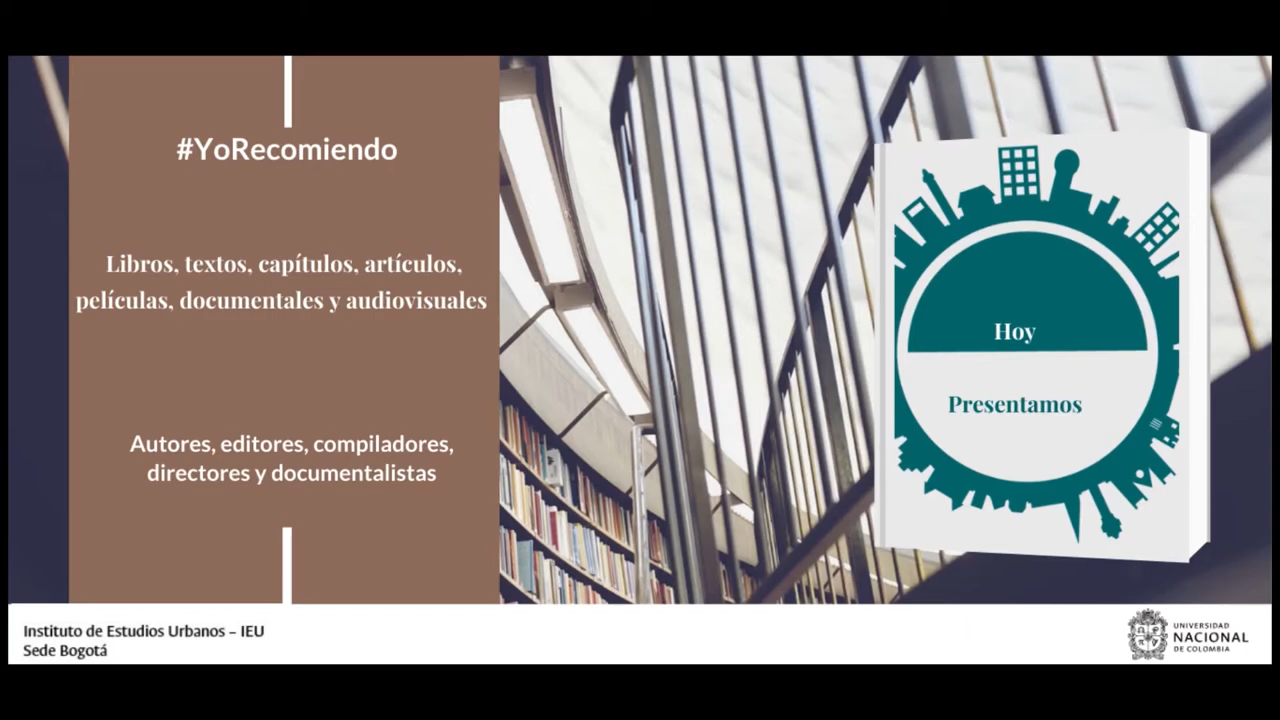 #YoRecomiendo
Libros, textos, capítulos, artículos,
películas, documentales y audiovisuales
Autores, editores, compiladores,
directores y documentalistas
Hoy
Presentamos
Instituto de Estudios Urbanos – IEU
Sede Bogotá
UNIVERSIDAD
NACIONAL
DE COLOMBIA